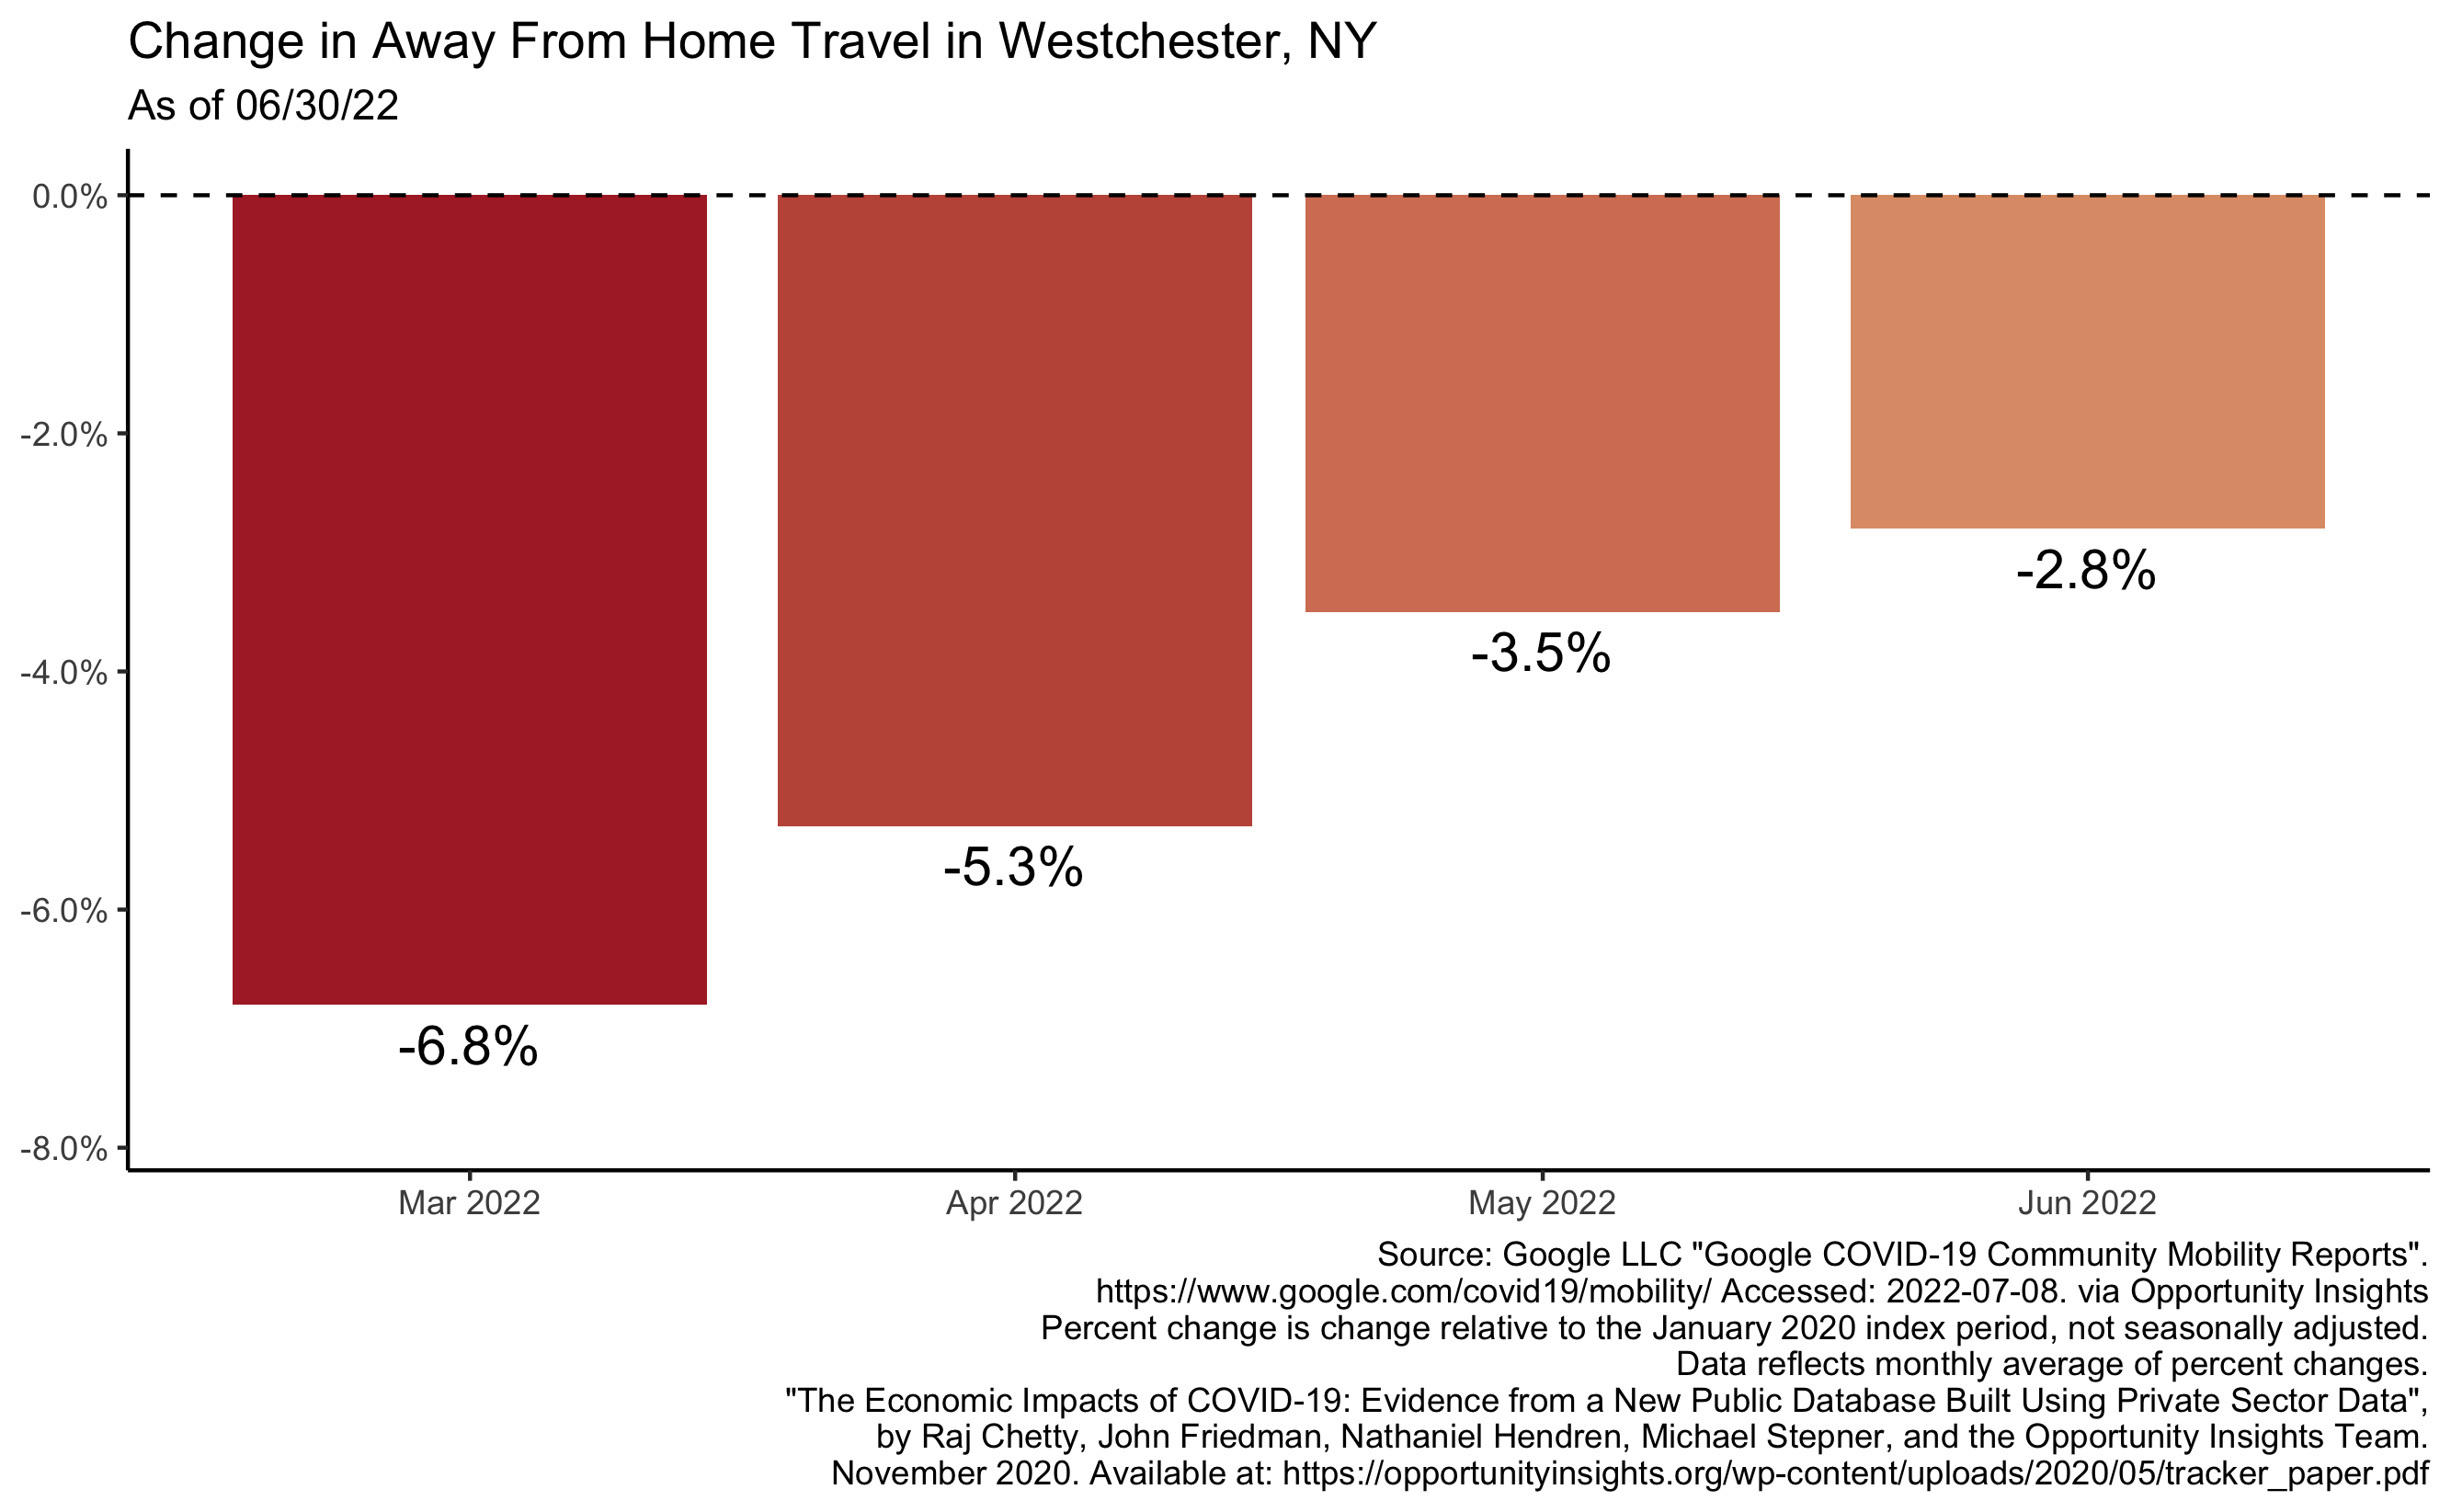 Change in Away From Home Travel in Westchester, NY
As of 06/30/22
0.0%
-2.0%
-4.0%
-6.0%
-8.0%
-6.8%
-5.3%
-3.5%
-2.8%
Mar 2022
Apr 2022
May 2022
Jun 2022
Source: Google LLC "Google COVID-19 Community Mobility Reports".
https://www.google.com/covid19/mobility/ Accessed: 2022-07-08. via Opportunity Insights
Percent change is change relative to the January 2020 index period, not seasonally adjusted.
Data reflects monthly average of percent changes.
"The Economic Impacts of COVID-19: Evidence from a New Public Database Built Using Private Sector Data",
by Raj Chetty, John Friedman, Nathaniel Hendren, Michael Stepner, and the Opportunity Insights Team.
November 2020. Available at: https://opportunityinsights.org/wp-content/uploads/2020/05/tracker_paper.pdf